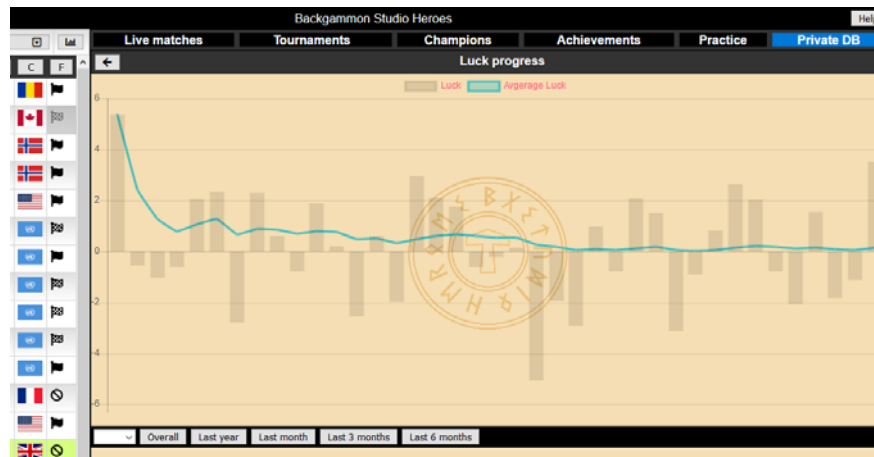 Backgammon Studio Heroes
Help
Live matches Tournaments Champions Achievements Practice Private DB
C F
Luck progress
Luck Avgerage Luck
6
4
2
0
-2
-4
-6
Overall Last year Last month Last 3 months Last 6 months